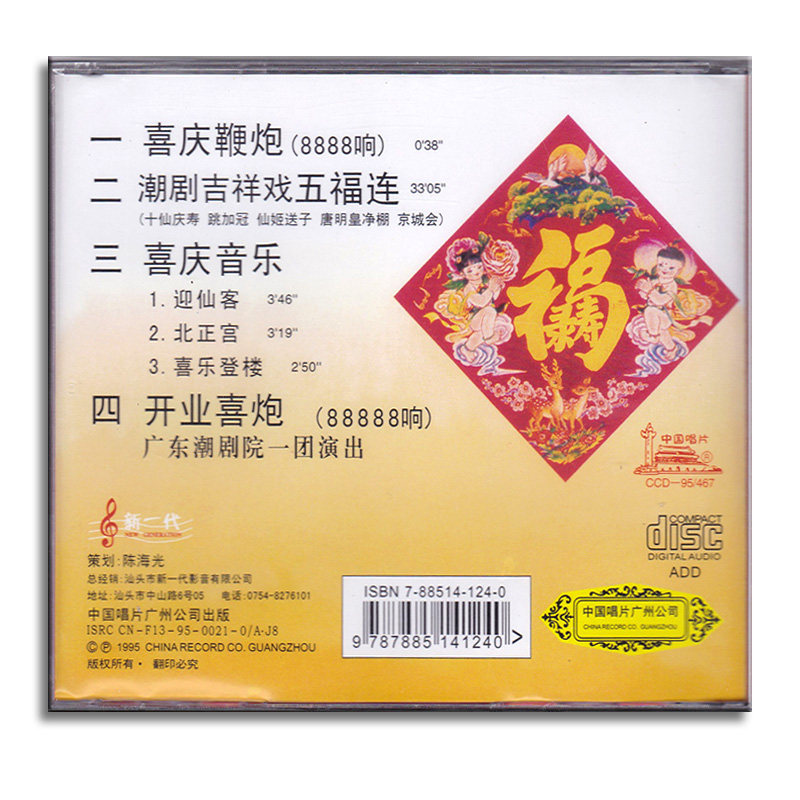 一 喜庆鞭炮(8888响) 0'38"
二 潮剧吉祥戏五福连 33'05"
(十仙庆寿 跳加冠 仙姬送子 唐明皇净棚 京城会)
三 喜庆音乐
1. 迎仙客 3'46"
2. 北正宫 3'19"
3. 喜乐登楼 2'50"
四 开业喜炮 (88888响)
广东潮剧院一团演出
中国唱片
R
CCD-95/467
新一代
NEW GENERATION
COMPACT
disc
DIGITAL AUDIO
ADD
策划:陈海光
总经销:汕头市新一代影音有限公司
地址:汕头市中山路6号05 电话:0754-8276101
中国唱片广州公司出版
ISRC CN-F13-95-0021-0/A·J8
©℗ 1995 CHINA RECORD CO. GUANGZHOU
版权所有·翻印必究
ISBN 7-88514-124-0
9 787885 141240 >
中国唱片广州公司
CHINA RECORD CO. GUANGZHOU